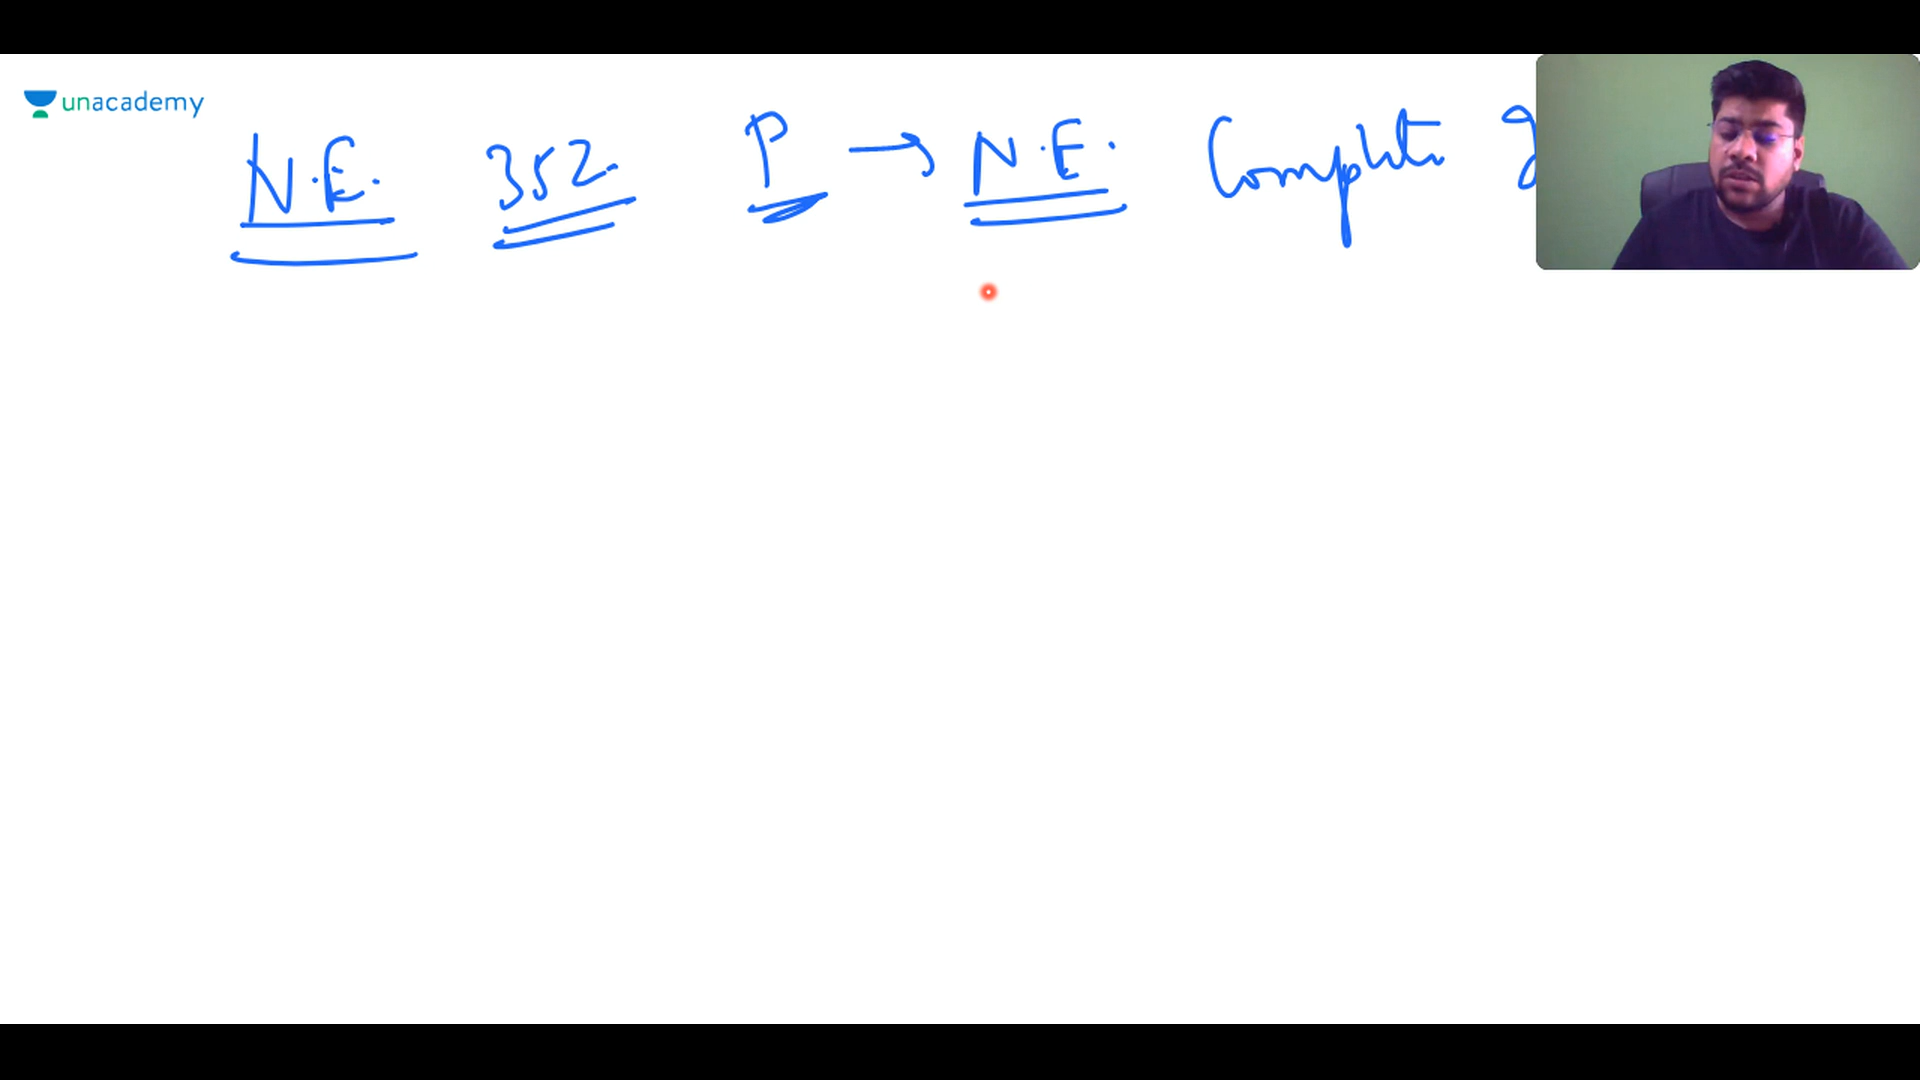 unacademy
N.E. 352. P → N.E. Complete